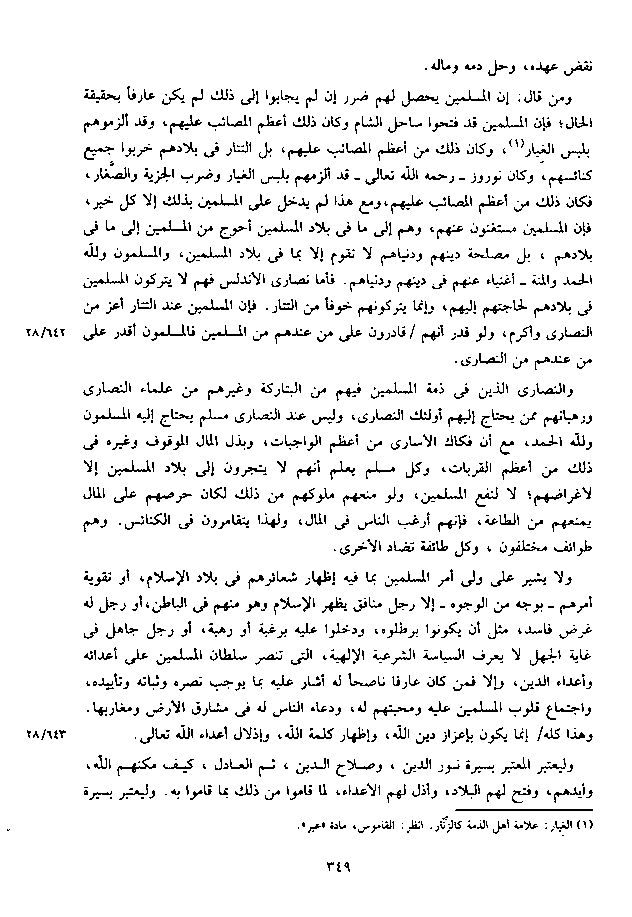 نقض عهده، وحل دمه وماله.
ومن قال: إن المسلمين يحصل لهم ضرر إن لم يجابوا إلى ذلك لم يكن عارفاً بحقيقة
الحال؛ فإن المسلمين قد فتحوا ساحل الشام وكان ذلك أعظم المصائب عليهم، وقد ألزموهم
بلبس الغيار(١)، وكان ذلك من أعظم المصائب عليهم، بل التتار فى بلادهم خربوا جميع
كنائسهم، وكان نوروز ـ رحمه الله تعالى ـ قد ألزمهم بلبس الغيار وضرب الجزية والصَّغار،
فكان ذلك من أعظم المصائب عليهم، ومع هذا لم يدخل على المسلمين بذلك إلا كل خير،
فإن المسلمين مستغنون عنهم، وهم إلى ما فى بلاد المسلمين أحوج من المسلمين إلى ما فى
بلادهم ، بل مصلحة دينهم ودنياهم لا تقوم إلا بما فى بلاد المسلمين، والمسلمون ولله
الحمد والمنة ـ أغنياء عنهم فى دينهم ودنياهم. فأما نصارى الأندلس فهم لا يتركون المسلمين
فى بلادهم لحاجتهم إليهم، وإنما يتركونهم خوفاً من التتار. فإن المسلمين عند التتار أعز من
النصارى وأكرم، ولو قدر أنهم / قادرون على من عندهم من المسلمين فالمسلمون أقدر على ٢٨/٦٤٢
من عندهم من النصارى.
والنصارى الذين فى ذمة المسلمين فيهم من البتاركة وغيرهم من علماء النصارى
ورهبانهم ممن يحتاج إليهم أولئك النصارى، وليس عند النصارى مسلم يحتاج إليه المسلمون
ولله الحمد، مع أن فكاك الأسارى من أعظم الواجبات، وبذل المال الموقوف وغيره فى
ذلك من أعظم القربات، وكل مسلم يعلم أنهم لا يتجرون إلى بلاد المسلمين إلا
لأغراضهم؛ لا لنفع المسلمين، ولو منعهم ملوكهم من ذلك لكان حرصهم على المال
يمنعهم من الطاعة، فإنهم أرغب الناس فى المال، ولهذا يتقامرون فى الكنائس. وهم
طوائف مختلفون ، وكل طائفة تضاد الأخرى.
ولا يشير على ولى أمر المسلمين بما فيه إظهار شعائرهم فى بلاد الإسلام، أو تقوية
أمرهم ـ بوجه من الوجوه ـ إلا رجل منافق يظهر الإسلام وهو منهم فى الباطن، أو رجل له
غرض فاسد، مثل أن يكونوا برطلوه، ودخلوا عليه برغبة أو رهبة، أو رجل جاهل فى
غاية الجهل لا يعرف السياسة الشرعية الإلهية، التى تنصر سلطان المسلمين على أعدائه
وأعداء الدين، وإلا فمن كان عارفا ناصحاً له أشار عليه بما يوجب نصره وثباته وتأييده،
واجتماع قلوب المسلمين عليه ومحبتهم له، ودعاء الناس له فى مشارق الأرض ومغاربها.
وهذا كله/ إنما يكون بإعزاز دين الله، وإظهار كلمة الله، وإذلال أعداء الله تعالى. ٢٨/٦٤٣
وليعتبر المعتبر بسيرة نور الدين ، وصلاح الدين ، ثم العادل ، كيف مكنهم الله،
وأيدهم، وفتح لهم البلاد، وأذل لهم الأعداء، لما قاموا من ذلك بما قاموا به. وليعتبر بسيرة
(١) الغيار: علامة أهل الذمة كالزنّار. انظر: القاموس، مادة «غير».
٣٤٩